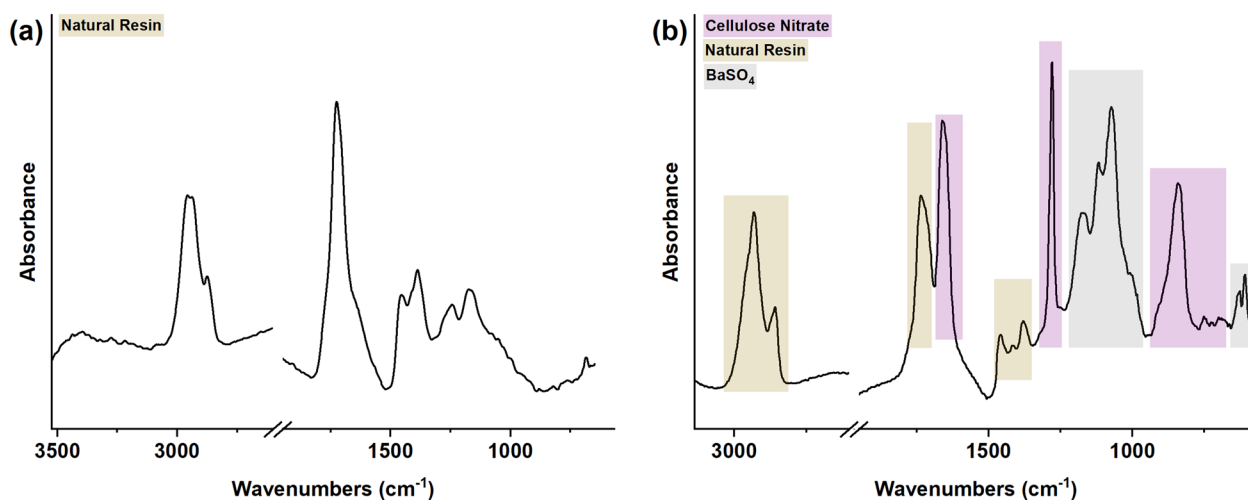 (a)
Natural Resin
Absorbance
3500
3000
1500
1000
Wavenumbers (cm⁻¹)
(b)
Cellulose Nitrate
Natural Resin
BaSO₄
Absorbance
3000
1500
1000
Wavenumbers (cm⁻¹)